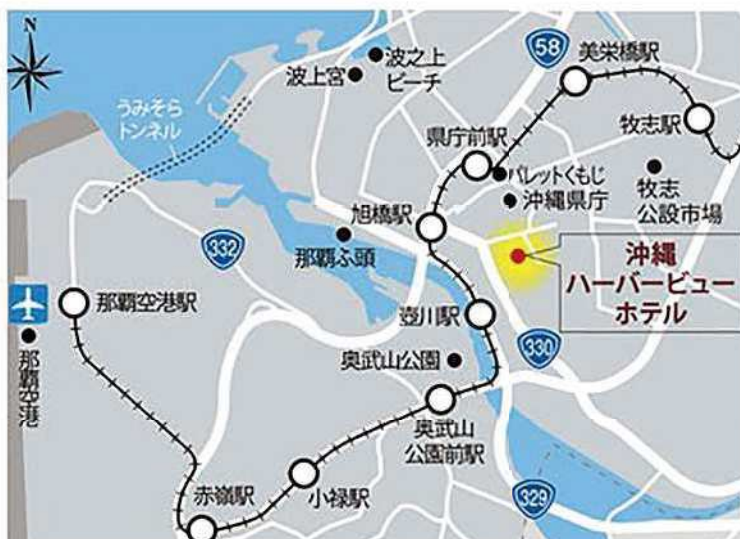 N
58
美栄橋駅
波之上
ビーチ
波上宮
うみそら
トンネル
県庁前駅
牧志駅
パレットくもじ
沖縄県庁
牧志
公設市場
旭橋駅
332
那覇ふ頭
沖縄
ハーバービュー
ホテル
那覇空港駅
壺川駅
330
那覇空港
奥武山公園
奥武山
公園前駅
赤嶺駅
小禄駅
329